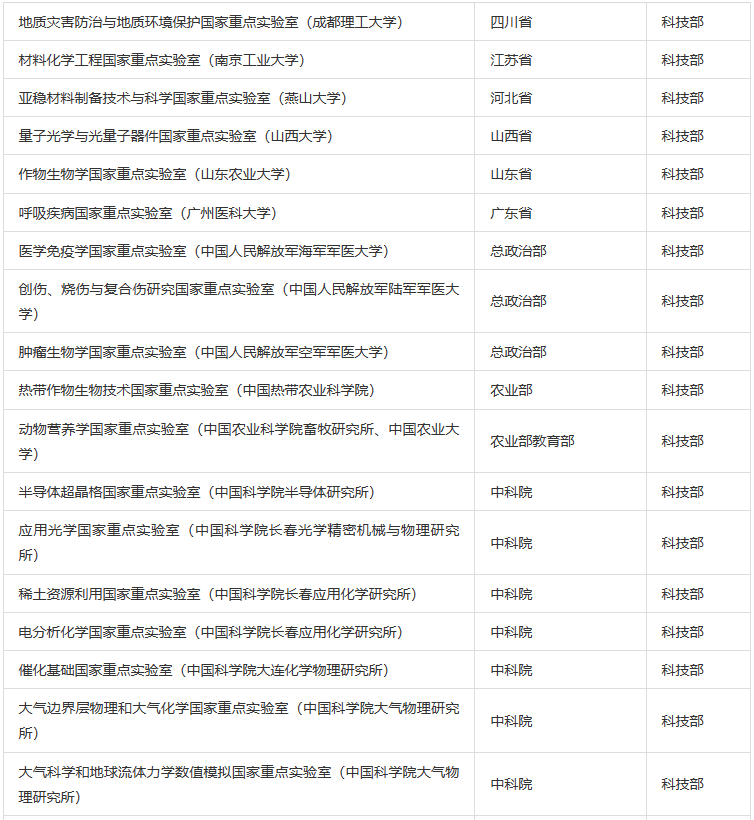 地质灾害防治与地质环境保护国家重点实验室（成都理工大学） 四川省 科技部
材料化学工程国家重点实验室（南京工业大学） 江苏省 科技部
亚稳材料制备技术与科学国家重点实验室（燕山大学） 河北省 科技部
量子光学与光量子器件国家重点实验室（山西大学） 山西省 科技部
作物生物学国家重点实验室（山东农业大学） 山东省 科技部
呼吸疾病国家重点实验室（广州医科大学） 广东省 科技部
医学免疫学国家重点实验室（中国人民解放军海军军医大学） 总政治部 科技部
创伤、烧伤与复合伤研究国家重点实验室（中国人民解放军陆军军医大
学） 总政治部 科技部
肿瘤生物学国家重点实验室（中国人民解放军空军军医大学） 总政治部 科技部
热带作物生物技术国家重点实验室（中国热带农业科学院） 农业部 科技部
动物营养学国家重点实验室（中国农业科学院畜牧研究所、中国农业大
学） 农业部教育部 科技部
半导体超晶格国家重点实验室（中国科学院半导体研究所） 中科院 科技部
应用光学国家重点实验室（中国科学院长春光学精密机械与物理研究
所） 中科院 科技部
稀土资源利用国家重点实验室（中国科学院长春应用化学研究所） 中科院 科技部
电分析化学国家重点实验室（中国科学院长春应用化学研究所） 中科院 科技部
催化基础国家重点实验室（中国科学院大连化学物理研究所） 中科院 科技部
大气边界层物理和大气化学国家重点实验室（中国科学院大气物理研究
所） 中科院 科技部
大气科学和地球流体力学数值模拟国家重点实验室（中国科学院大气物
理研究所） 中科院 科技部